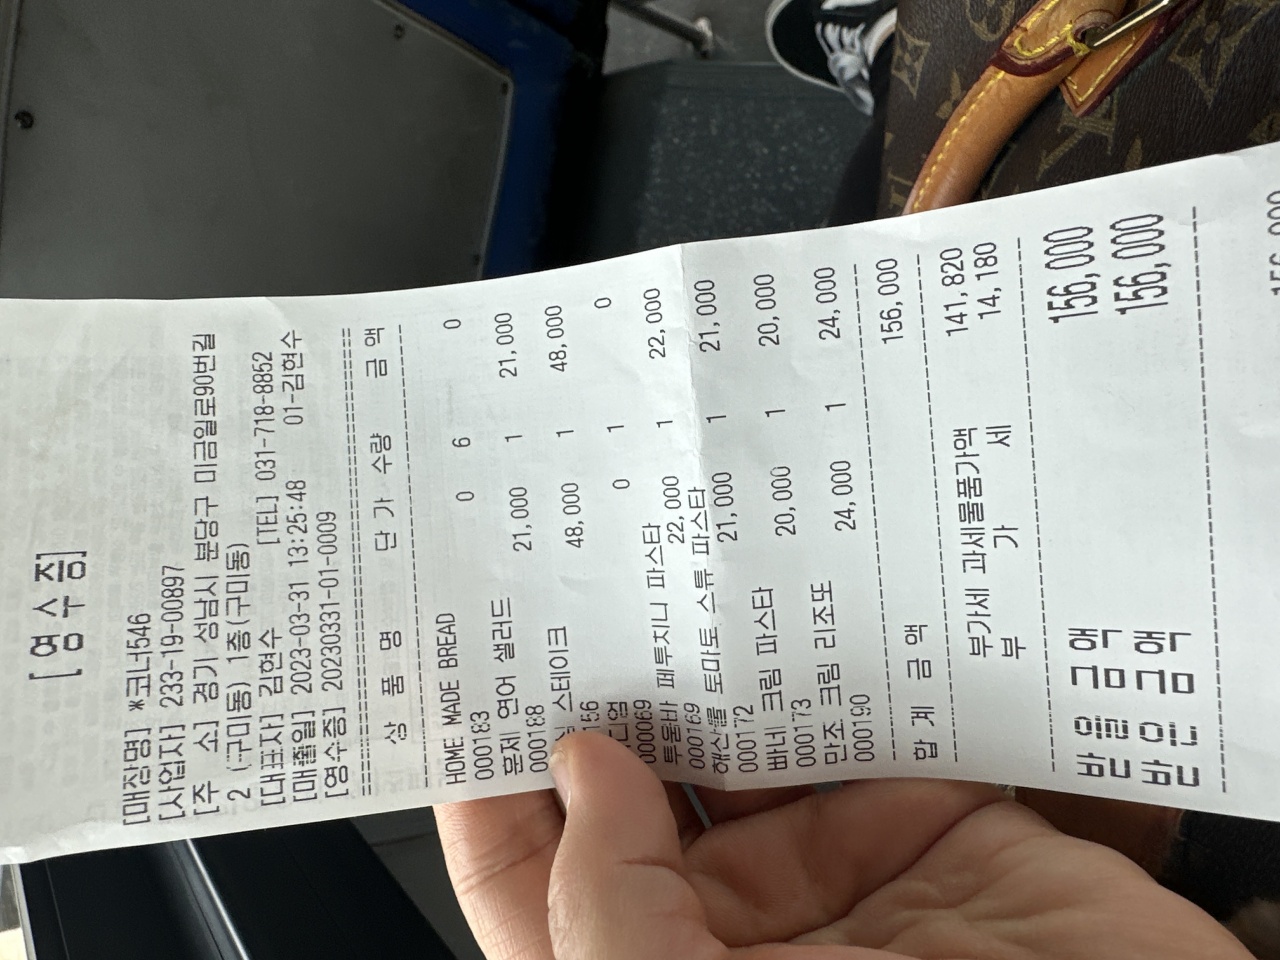 [영수증]
[매장명] *코너546
[사업자] 233-19-00897
[주 소] 경기 성남시 분당구 미금일로90번길
2 (구미동) 1층(구미동)
[대표자] 김현수 [TEL] 031-718-8852
[매출일] 2023-03-31 13:25:48 01-김현수
[영수증] 20230331-01-0009
상 품 명 단 가 수량 금 액
HOME MADE BREAD
000183 0 6 0
훈제 연어 샐러드
000188 21,000 1 21,000
스테이크
156 48,000 1 48,000
디엄
000069 0 1 0
투움바 페투치니 파스타
000169 22,000 1 22,000
해산물 토마토 스튜 파스타
000172 21,000 1 21,000
빠네 크림 파스타
000173 20,000 1 20,000
만조 크림 리조또
000190 24,000 1 24,000
합 계 금 액 156,000
부가세 과세물품가액 141,820
부 가 세 14,180
받을금액 156,000
받은금액 156,000
156,000